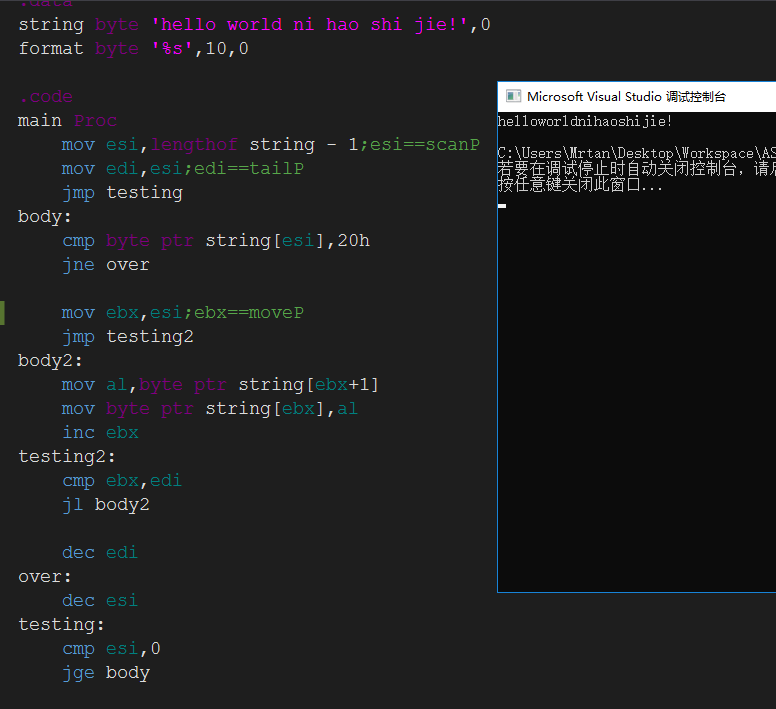 .data
string byte 'hello world ni hao shi jie!',0
format byte '%s',10,0
.code
main Proc
mov esi,lengthof string - 1;esi==scanP
mov edi,esi;edi==tailP
jmp testing
body:
cmp byte ptr string[esi],20h
jne over
mov ebx,esi;ebx==moveP
jmp testing2
body2:
mov al,byte ptr string[ebx+1]
mov byte ptr string[ebx],al
inc ebx
testing2:
cmp ebx,edi
jl body2
dec edi
over:
dec esi
testing:
cmp esi,0
jge body
Microsoft Visual Studio 调试控制台
helloworldnihaoshijie!
C:\Users\Mrtan\Desktop\Workspace\AS
若要在调试停止时自动关闭控制台，请
按任意键关闭此窗口...